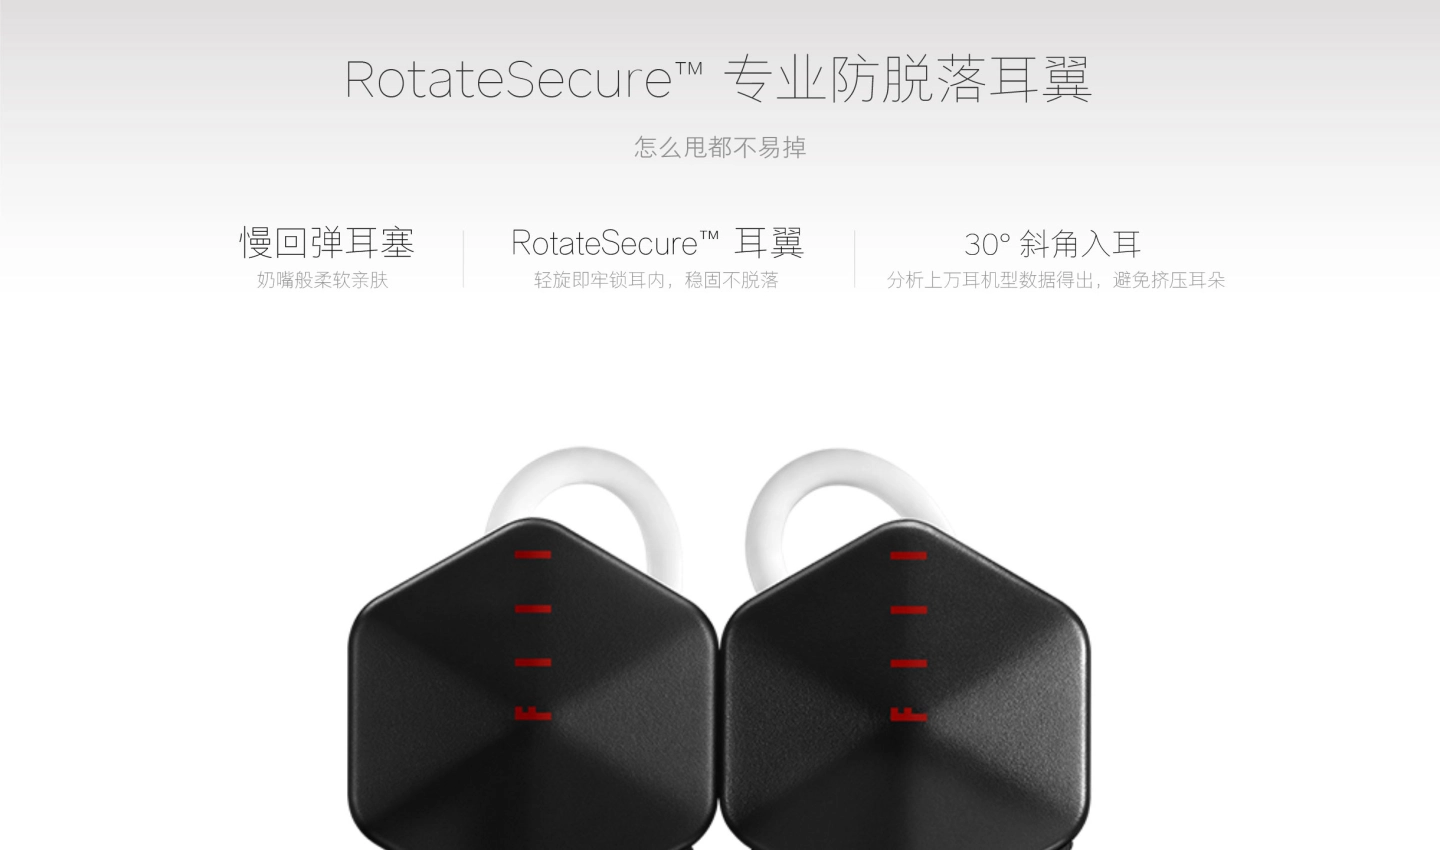 RotateSecure™ 专业防脱落耳翼
怎么甩都不易掉
慢回弹耳塞
奶嘴般柔软亲肤
RotateSecure™ 耳翼
轻旋即牢锁耳内，稳固不脱落
30° 斜角入耳
分析上万耳机型数据得出，避免挤压耳朵
FIII
FIII